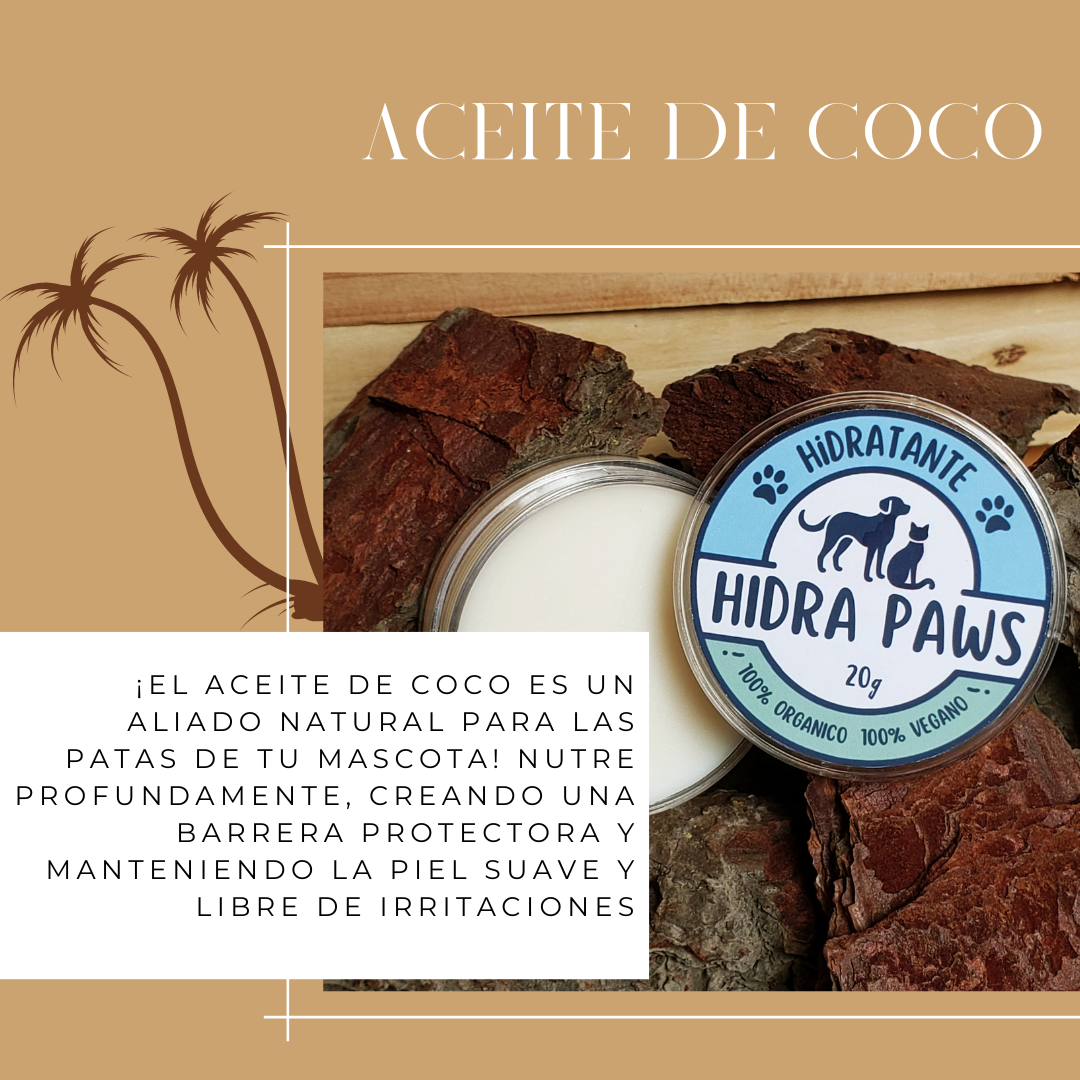 ACEITE DE COCO
HiDRATANTE
HIDRA PAWS
20g
100% ORGANICO 100% VEGANO
¡EL ACEITE DE COCO ES UN
ALIADO NATURAL PARA LAS
PATAS DE TU MASCOTA! NUTRE
PROFUNDAMENTE, CREANDO UNA
BARRERA PROTECTORA Y
MANTENIENDO LA PIEL SUAVE Y
LIBRE DE IRRITACIONES